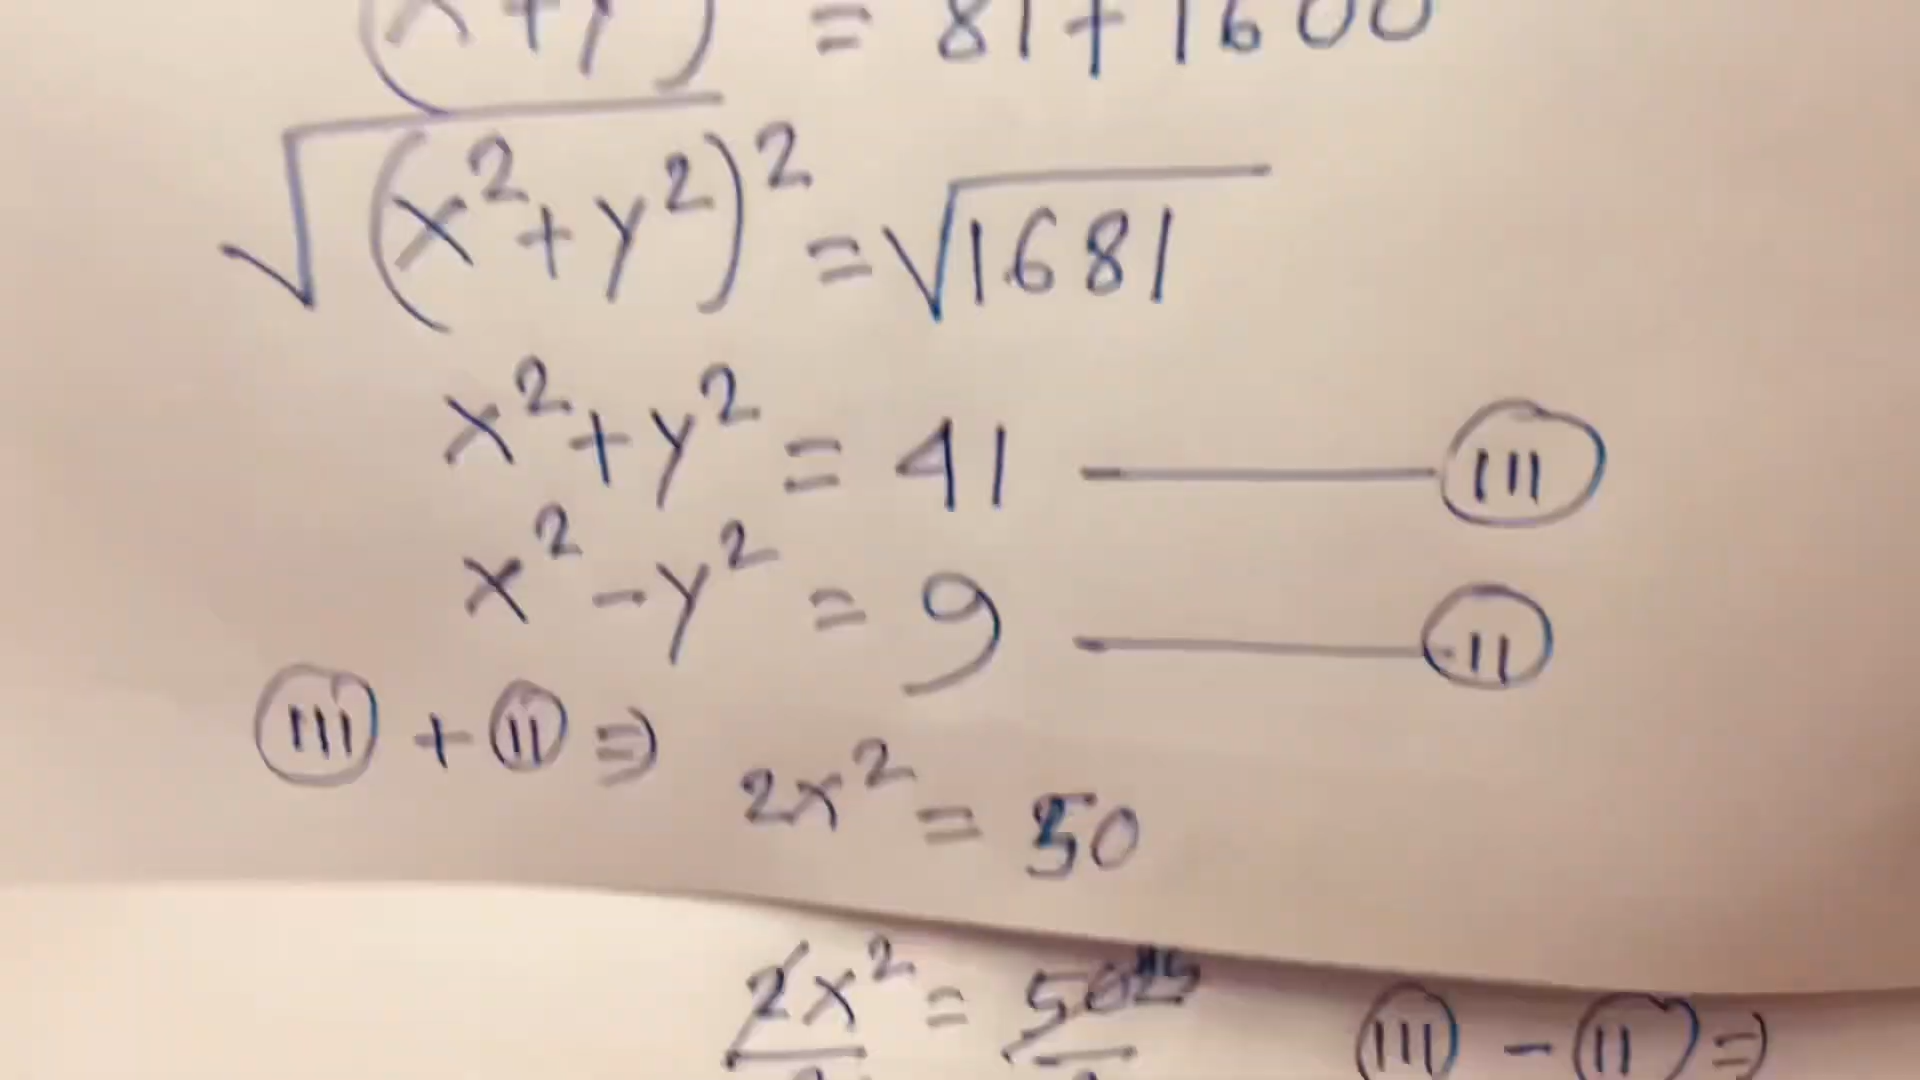 (x+y) = 81+1600
√(x²+y²)² = √1681
x²+y² = 41 —— (III)
x²-y² = 9 —— (II)
(III) + (II) ⇒
2x² = 50
2x² = 50 25 (III) - (II) ⇒